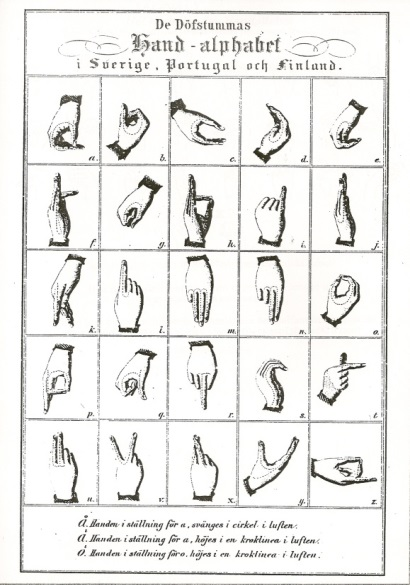 De Döfstummas
Hand-alphabet
i Sverige, Portugal och Finland.
a. b. c. d. e.
f. g. h. i. j.
k. l. m. n. o.
p. q. r. s. t.
u. v. x. y. z.
Å. Handen i ställning för a, svänges i cirkel i luften.
Ä. Handen i ställning för a, höjes i en kroklinea i luften.
Ö. Handen i ställning för o, höjes i en kroklinea i luften.